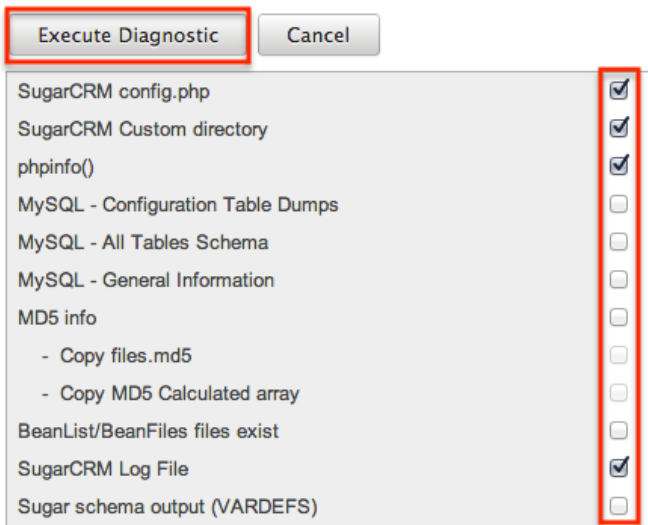 Execute Diagnostic Cancel
SugarCRM config.php
SugarCRM Custom directory
phpinfo()
MySQL - Configuration Table Dumps
MySQL - All Tables Schema
MySQL - General Information
MD5 info
- Copy files.md5
- Copy MD5 Calculated array
BeanList/BeanFiles files exist
SugarCRM Log File
Sugar schema output (VARDEFS)